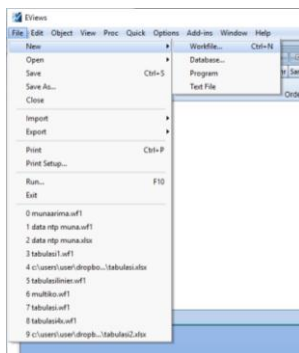 EViews
File Edit Object View Proc Quick Options Add-ins Window Help
New
Open
Save Ctrl+S
Save As...
Close
Import
Export
Print Ctrl+P
Print Setup...
Run... F10
Exit
0 munaarima.wf1
1 data ntp muna.wf1
2 data ntp muna.xlsx
3 tabulasi1.wf1
4 c:\users\user\dropbo...\tabulasi.xlsx
5 tabulasilinier.wf1
6 multiko.wf1
7 tabulasi.wf1
8 tabulasi4x.wf1
9 c:\users\user\dropb...\tabulasi2.xlsx
Workfile... Ctrl+N
Database...
Program
Text File